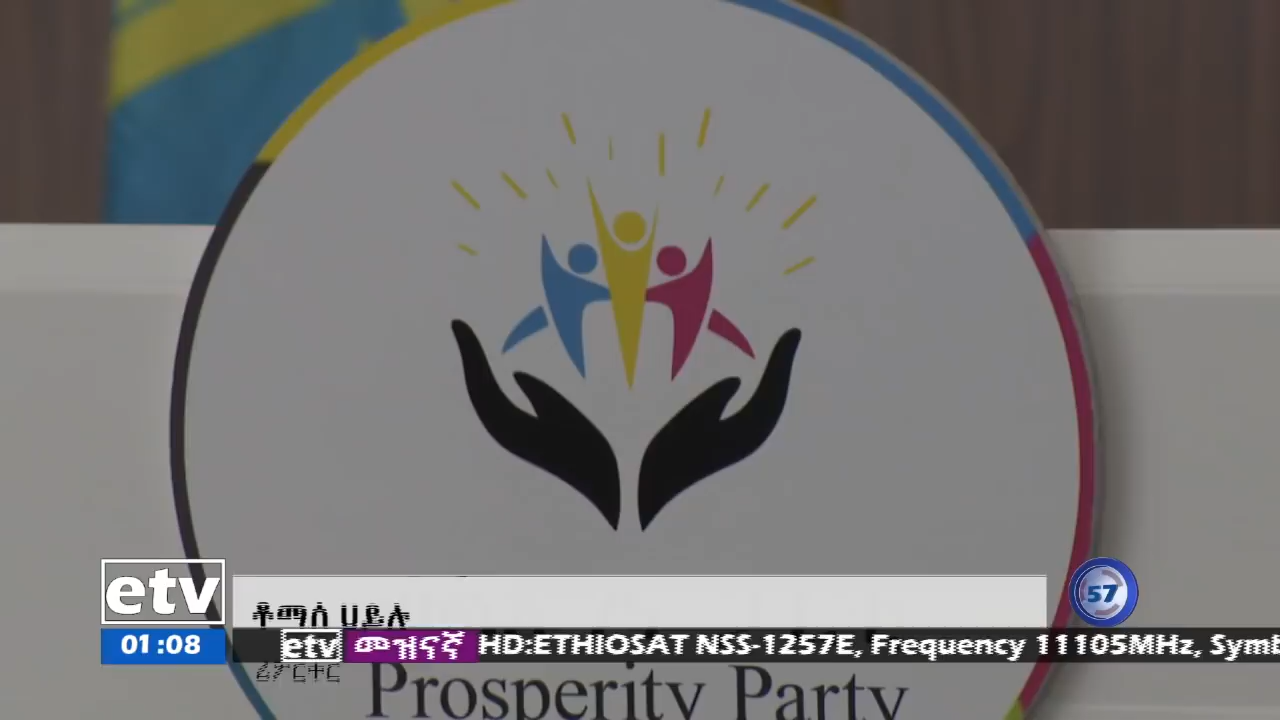 etv
ቶማስ ሀይሉ
57
01:08
etv መዝናኛ HD:ETHIOSAT NSS-1257E, Frequency 11105MHz, Symb
ሪፖርተር
Prosperity Party